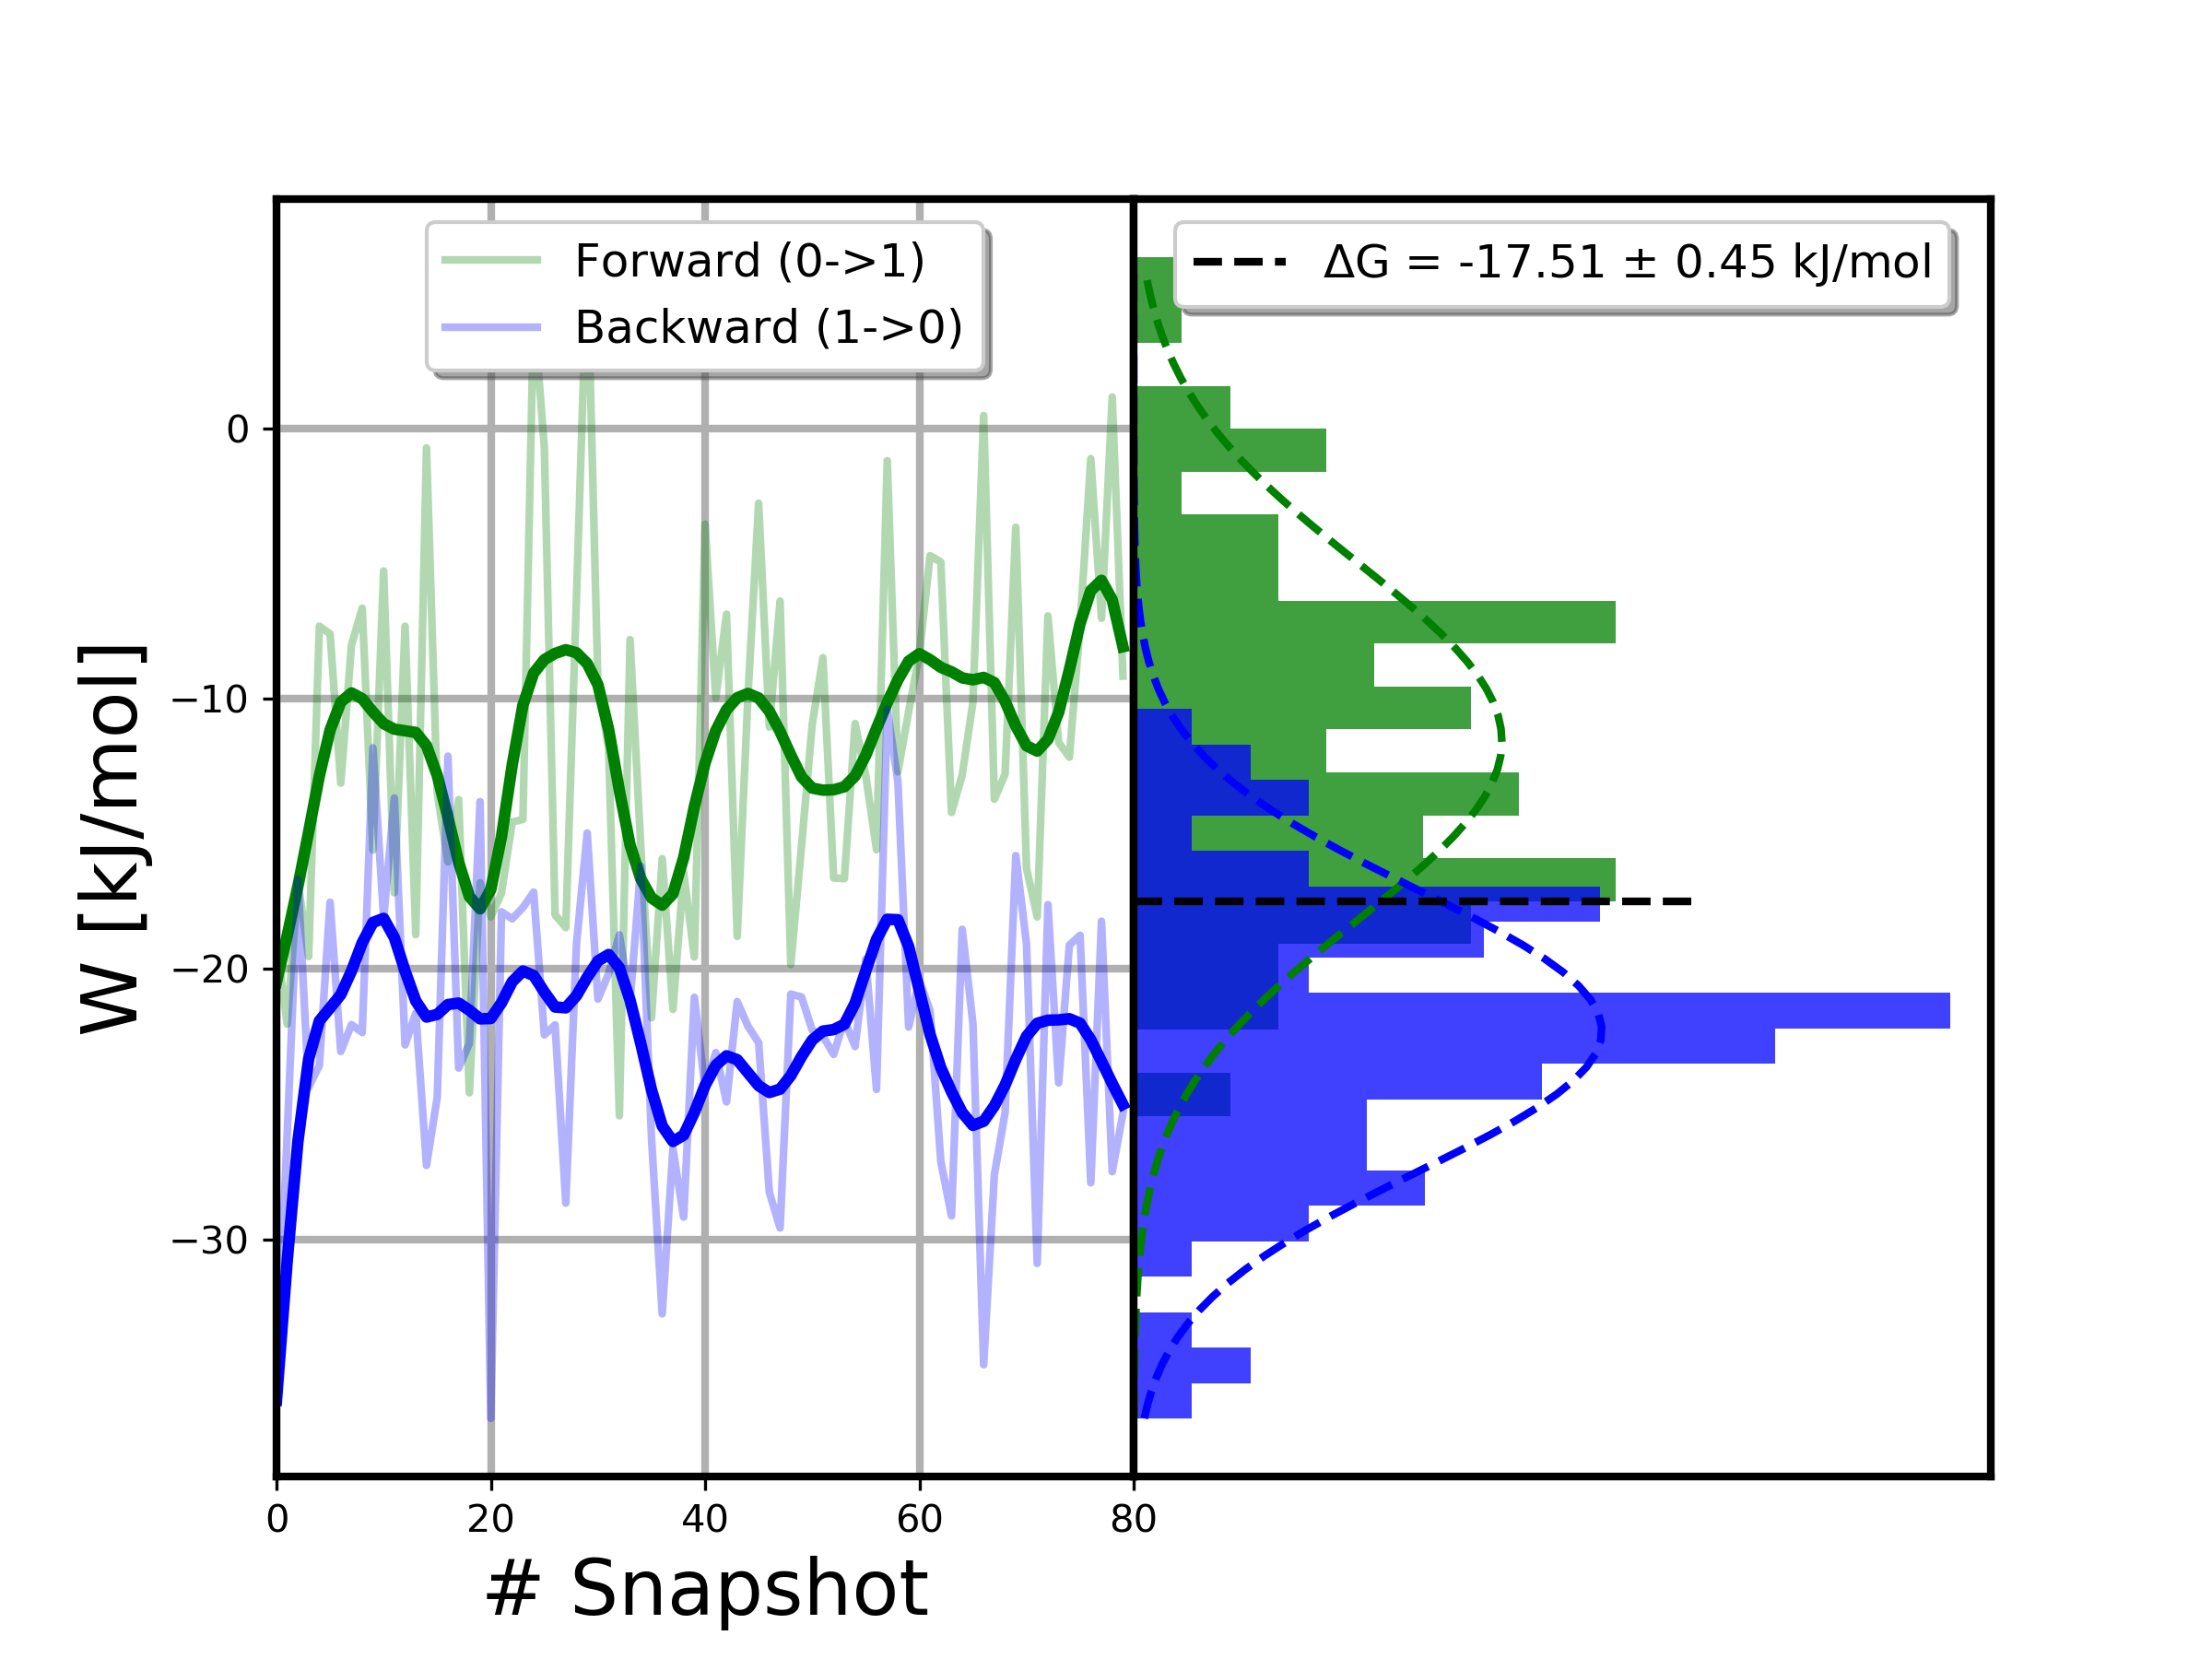 Forward (0->1)
Backward (1->0)
ΔG = -17.51 ± 0.45 kJ/mol
W [kJ/mol]
0
−10
−20
−30
0 20 40 60 80
# Snapshot